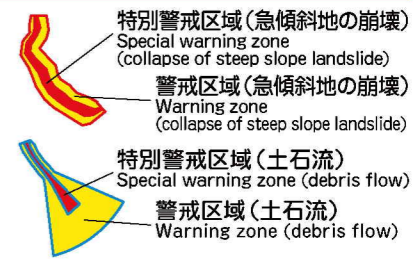 特別警戒区域(急傾斜地の崩壊)
Special warning zone
(collapse of steep slope landslide)
警戒区域(急傾斜地の崩壊)
Warning zone
(collapse of steep slope landslide)
特別警戒区域(土石流)
Special warning zone (debris flow)
警戒区域(土石流)
Warning zone (debris flow)